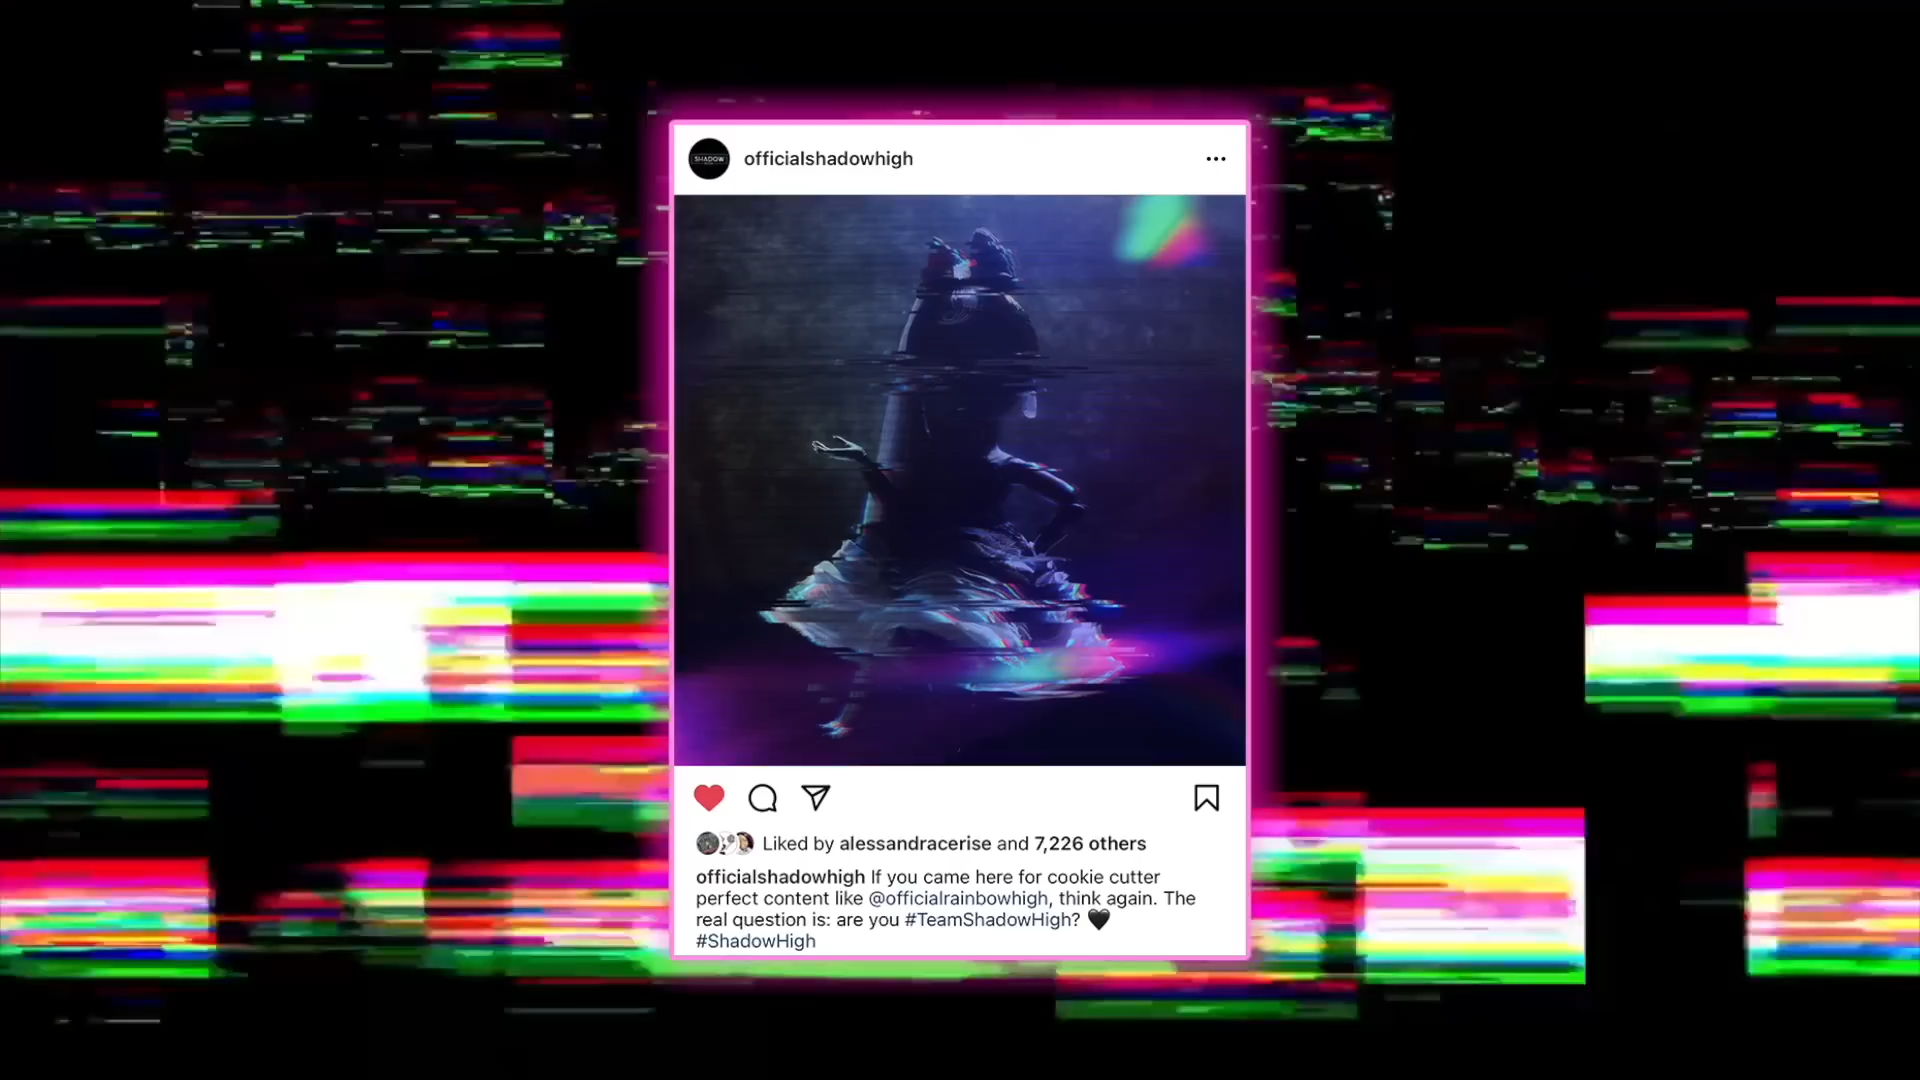 SHADOW
officialshadowhigh
Liked by alessandracerise and 7,226 others
officialshadowhigh If you came here for cookie cutter
perfect content like @officialrainbowhigh, think again. The
real question is: are you #TeamShadowHigh? 🖤
#ShadowHigh